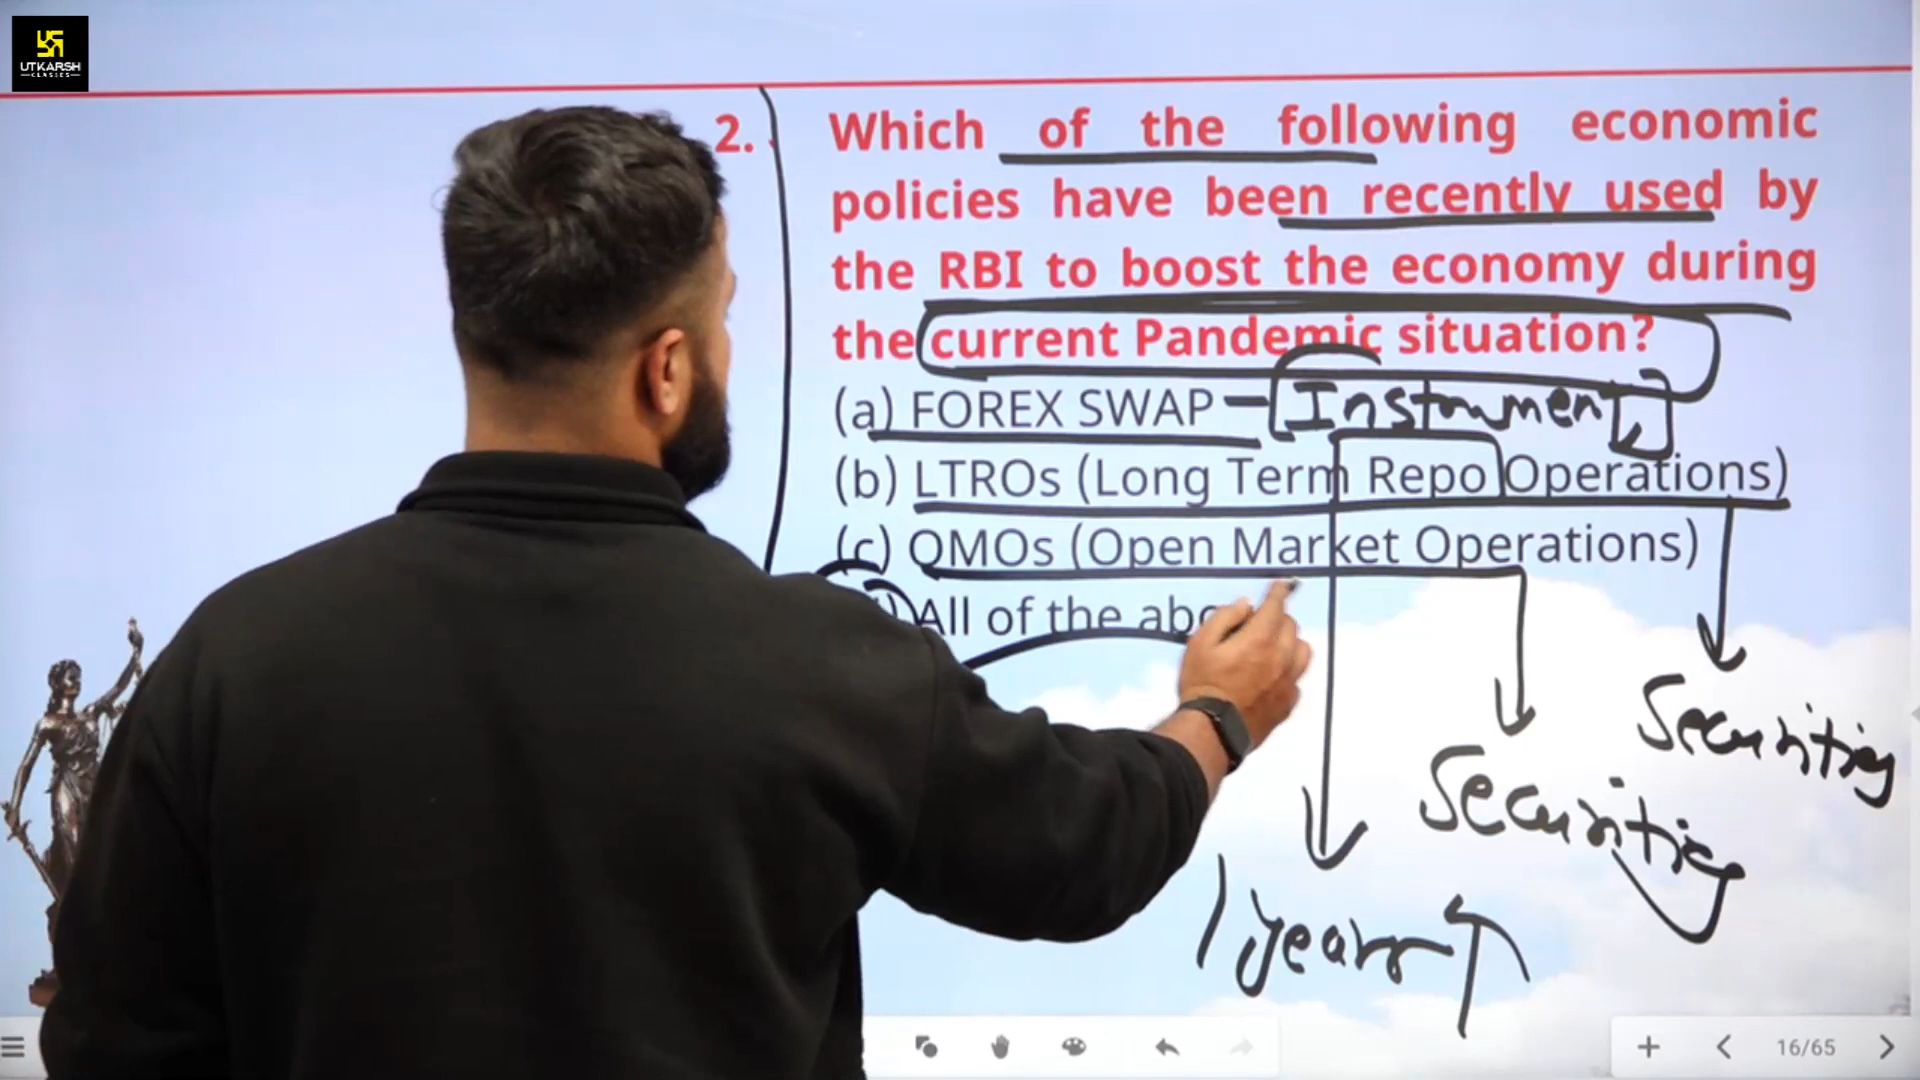 UTKARSH
CLASSES
2. Which of the following economic
policies have been recently used by
the RBI to boost the economy during
the current Pandemic situation?
(a) FOREX SWAP - Instrument
(b) LTROs (Long Term Repo Operations)
(c) OMOs (Open Market Operations)
All of the abo
Securities
Securities
1 year
16/65